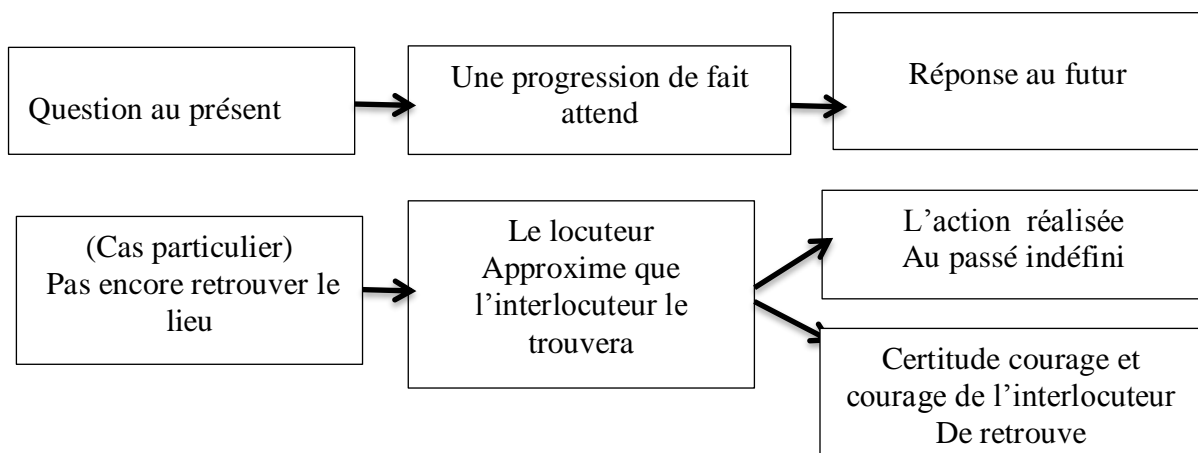 Question au présent
Une progression de fait
attend
Réponse au futur
(Cas particulier)
Pas encore retrouver le
lieu
Le locuteur
Approxime que
l’interlocuteur le
trouvera
L’action réalisée
Au passé indéfini
Certitude courage et
courage de l’interlocuteur
De retrouve